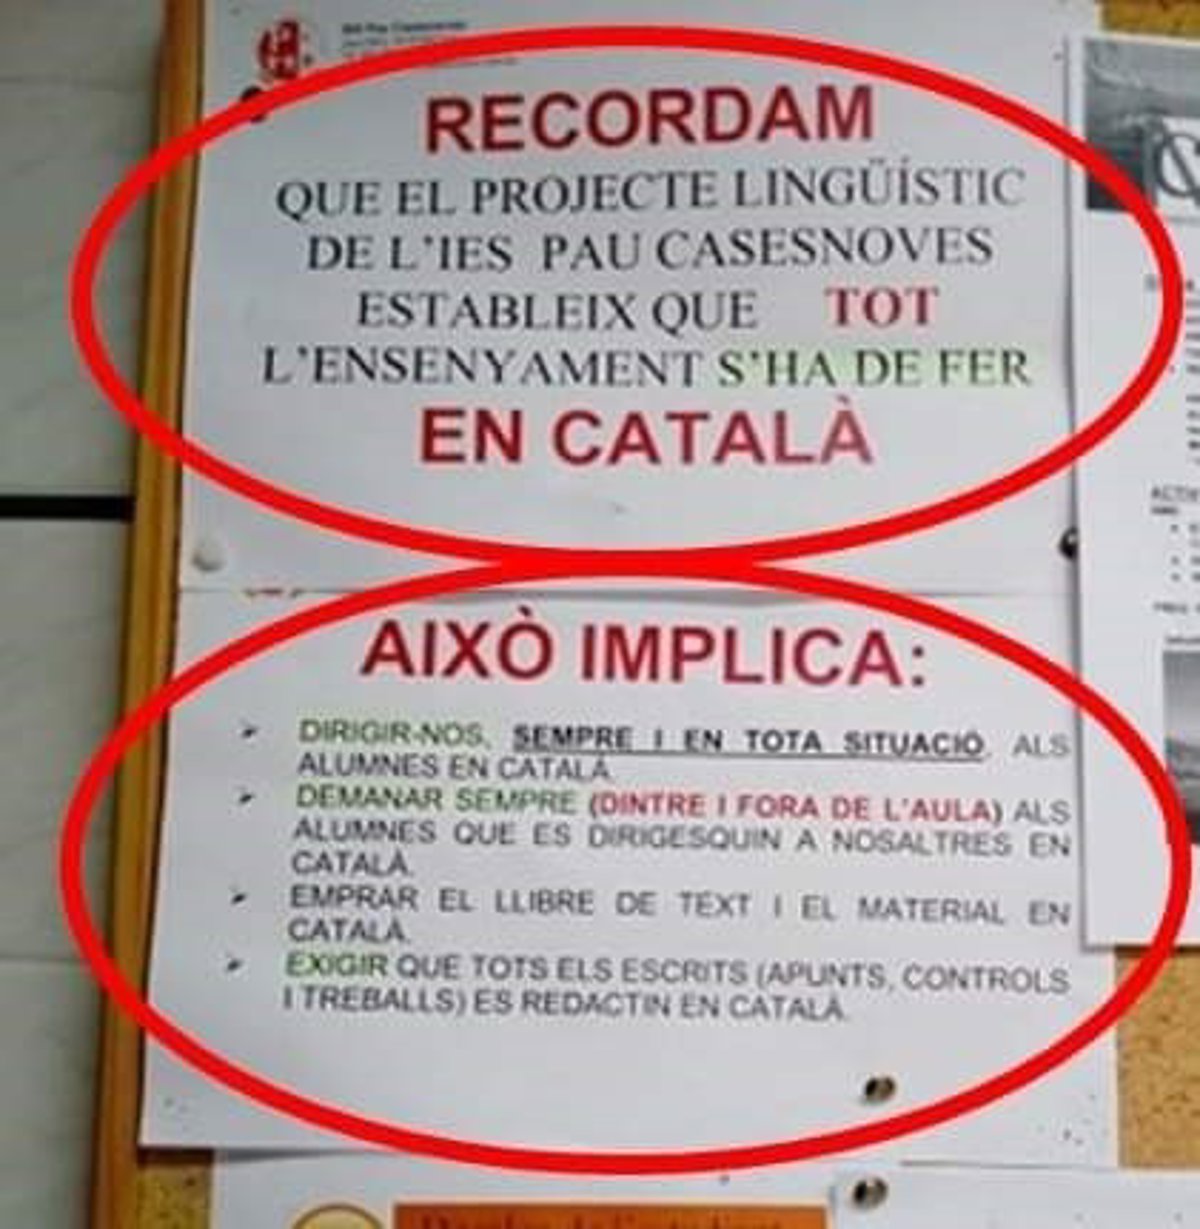 RECORDAM
QUE EL PROJECTE LINGÜÍSTIC
DE L'IES PAU CASESNOVES
ESTABLEIX QUE TOT
L'ENSENYAMENT S'HA DE FER
EN CATALÀ
AIXÒ IMPLICA:
DIRIGIR-NOS, SEMPRE I EN TOTA SITUACIÓ, ALS
ALUMNES EN CATALÀ.
DEMANAR SEMPRE (DINTRE I FORA DE L'AULA) ALS
ALUMNES QUE ES DIRIGESQUIN A NOSALTRES EN
CATALÀ.
EMPRAR EL LLIBRE DE TEXT I EL MATERIAL EN
CATALÀ.
EXIGIR QUE TOTS ELS ESCRITS (APUNTS, CONTROLS
I TREBALLS) ES REDACTIN EN CATALÀ.